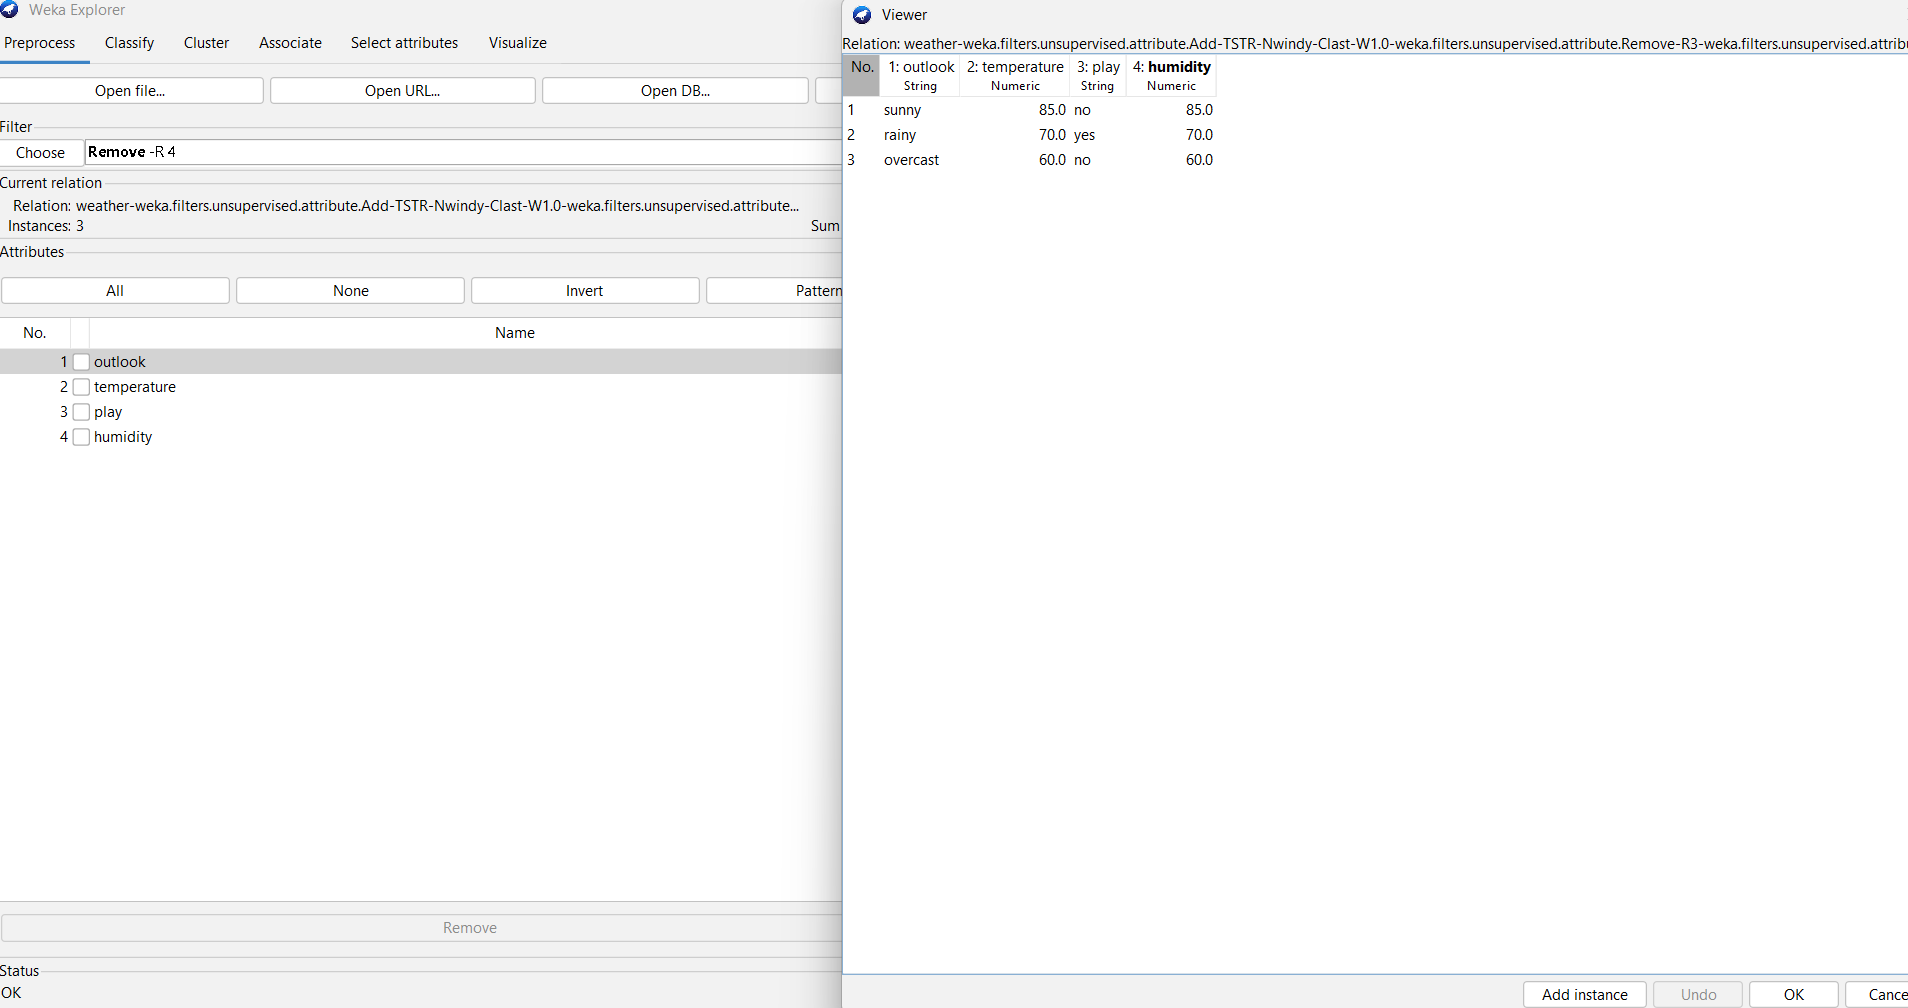 Weka Explorer
Preprocess Classify Cluster Associate Select attributes Visualize
Open file... Open URL... Open DB...
Filter
Choose Remove -R 4
Current relation
Relation: weather-weka.filters.unsupervised.attribute.Add-TSTR-Nwindy-Clast-W1.0-weka.filters.unsupervised.attribute...
Instances: 3 Sum
Attributes
All None Invert Pattern
No. Name
1 outlook
2 temperature
3 play
4 humidity
Remove
Status
OK
Viewer
Relation: weather-weka.filters.unsupervised.attribute.Add-TSTR-Nwindy-Clast-W1.0-weka.filters.unsupervised.attribute.Remove-R3-weka.filters.unsupervised.attribu
No. 1: outlook 2: temperature 3: play 4: humidity
String Numeric String Numeric
1 sunny 85.0 no 85.0
2 rainy 70.0 yes 70.0
3 overcast 60.0 no 60.0
Add instance Undo OK Cance